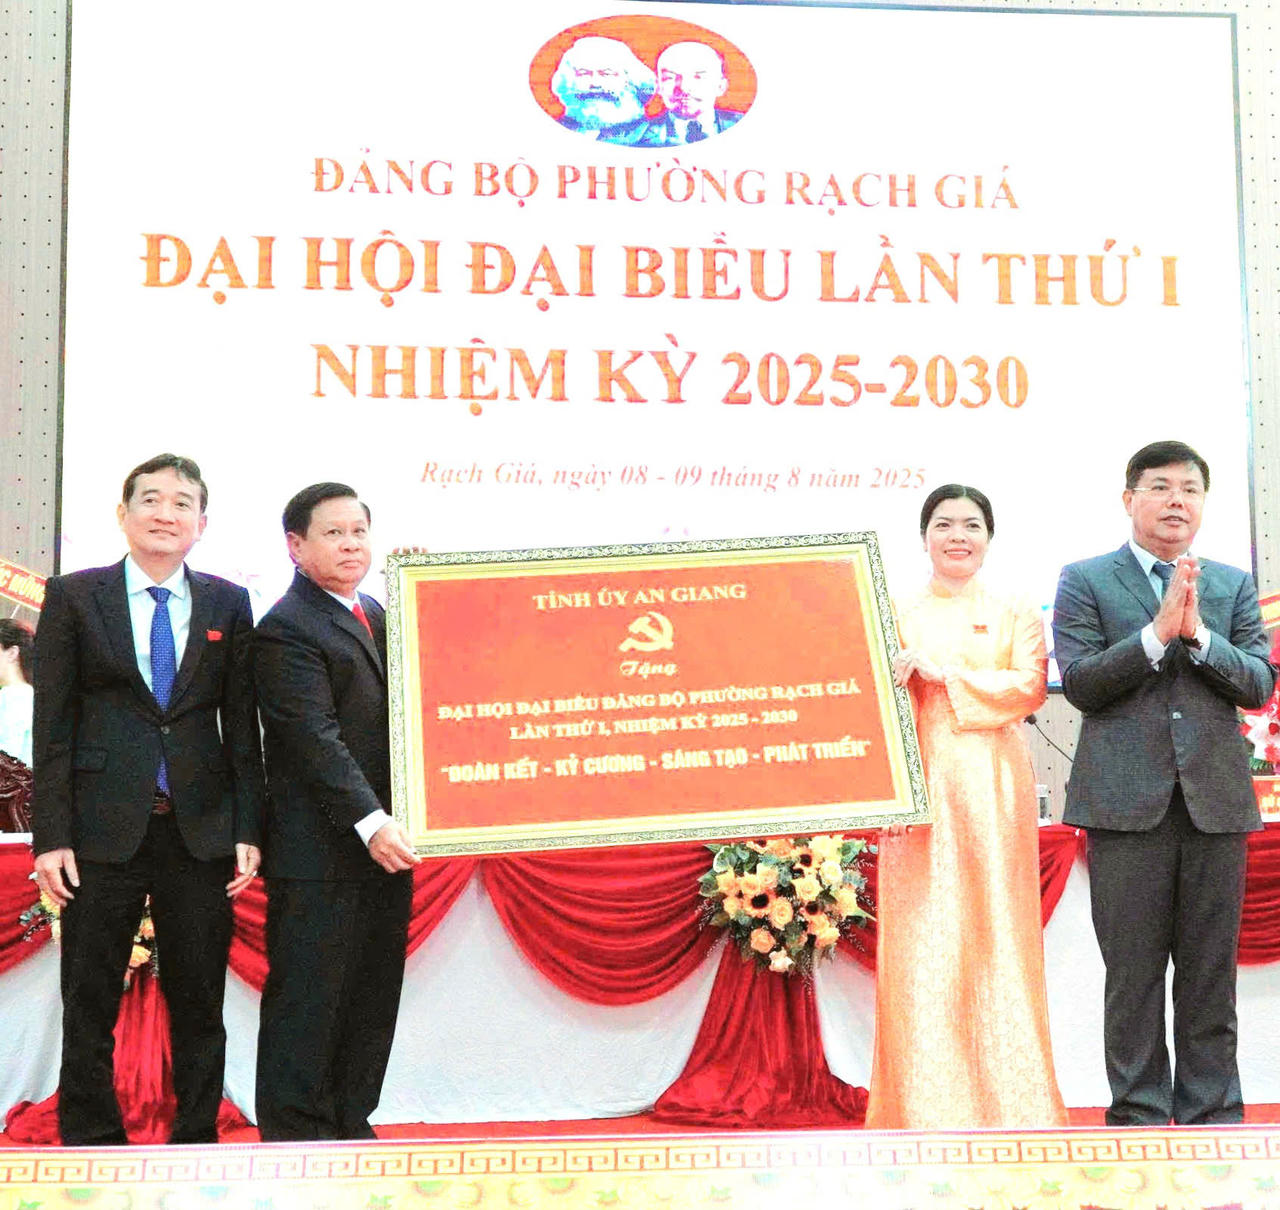 ĐẢNG BỘ PHƯỜNG RẠCH GIÁ
ĐẠI HỘI ĐẠI BIỂU LẦN THỨ I
NHIỆM KỲ 2025-2030
Rạch Giá, ngày 08 - 09 tháng 8 năm 2025
TỈNH ỦY AN GIANG
Tặng
ĐẠI HỘI ĐẠI BIỂU ĐẢNG BỘ PHƯỜNG RẠCH GIÁ
LẦN THỨ I, NHIỆM KỲ 2025 - 2030
"ĐOÀN KẾT - KỶ CƯƠNG - SÁNG TẠO - PHÁT TRIỂN"